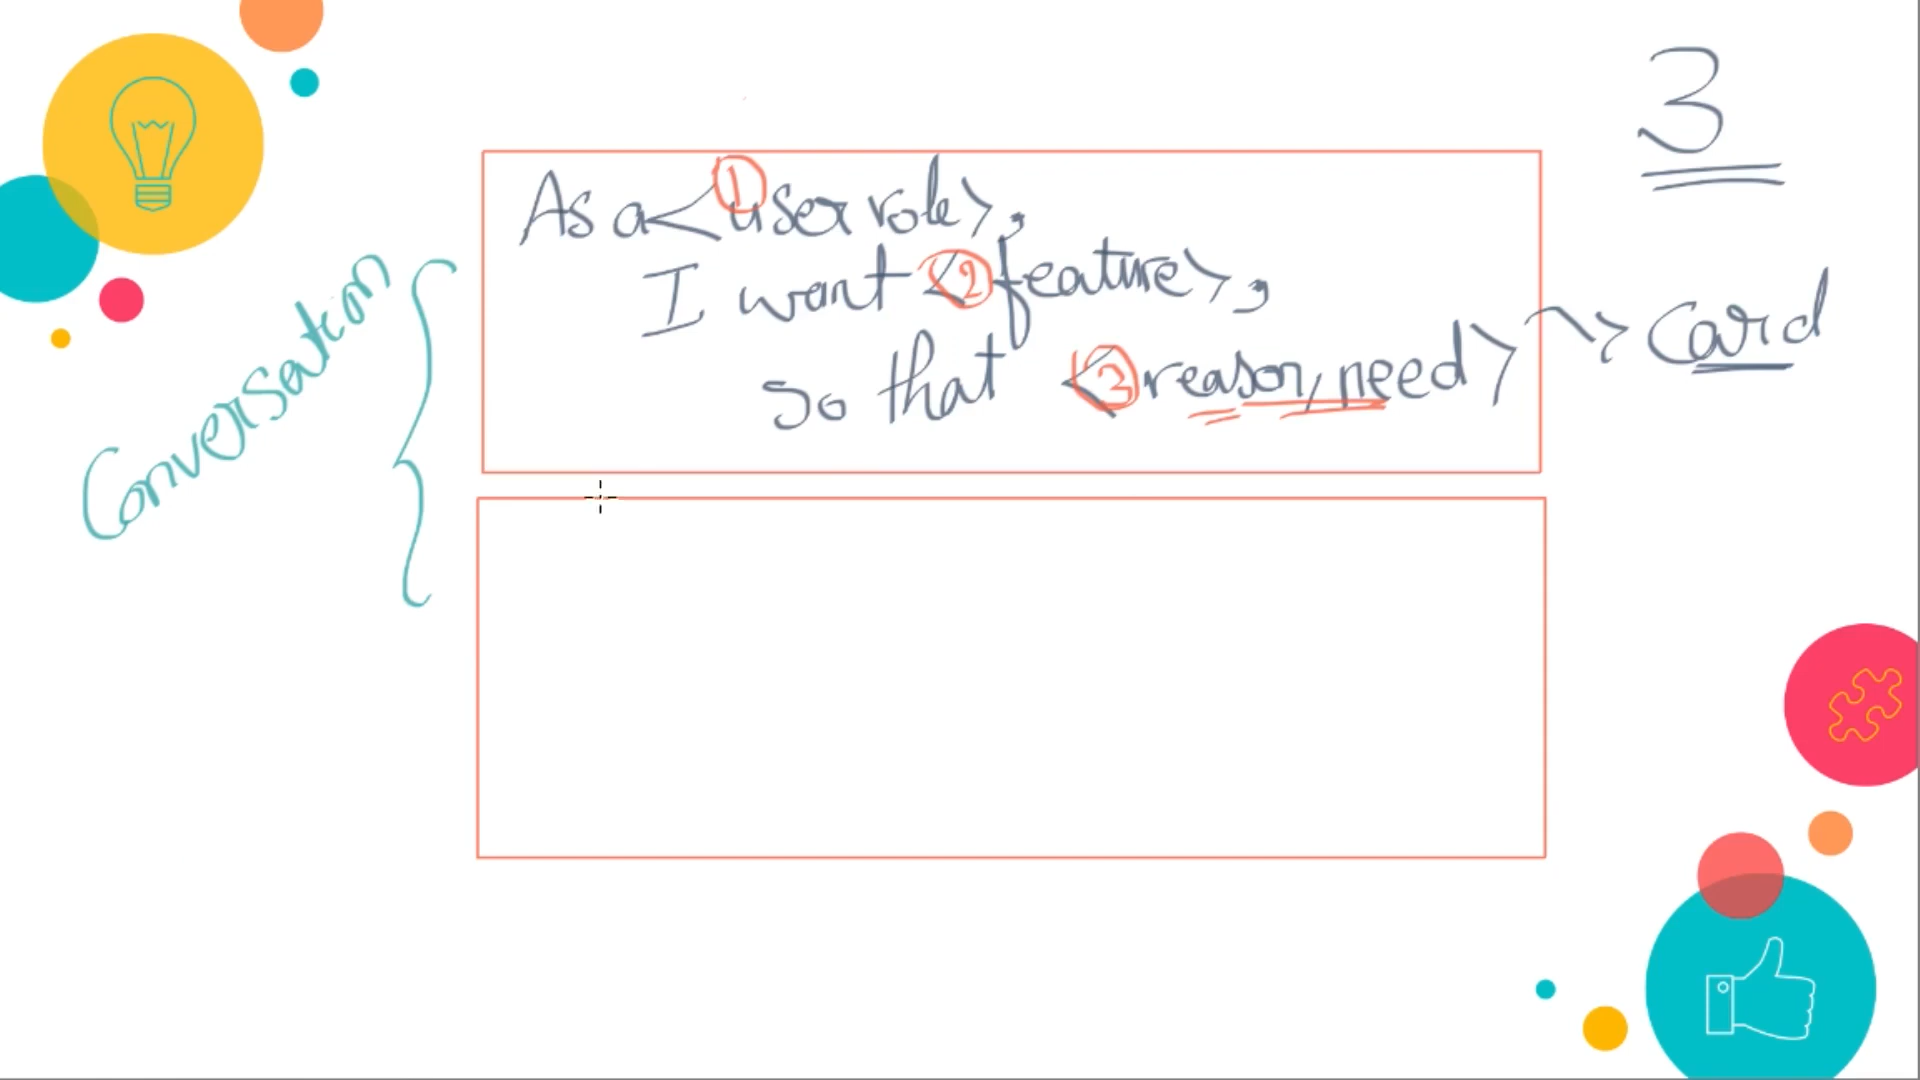 3
As a <user role>,
I want <feature>,
so that <reason, need>
1
2
3
Card
Conversation